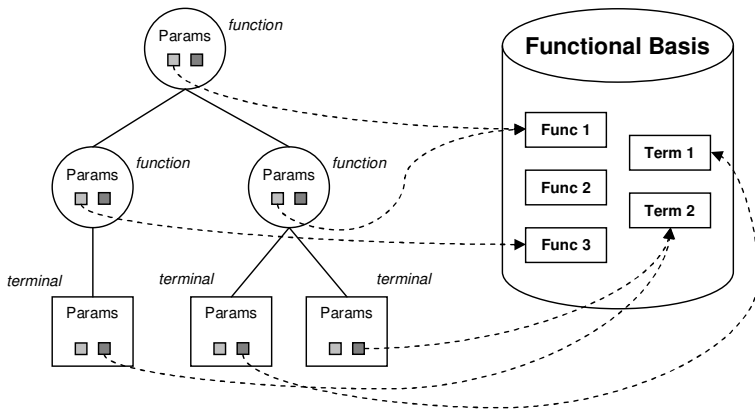 function
Params
Functional Basis
Func 1
Term 1
function
function
Params
Params
Func 2
Term 2
Func 3
terminal
terminal
terminal
Params
Params
Params